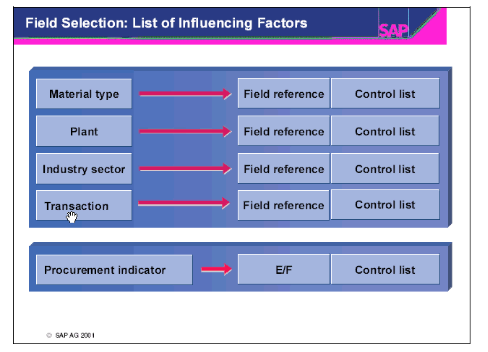 Field Selection: List of Influencing Factors
SAP
Material type Field reference Control list
Plant Field reference Control list
Industry sector Field reference Control list
Transaction Field reference Control list
Procurement indicator E/F Control list
© SAP AG 2001